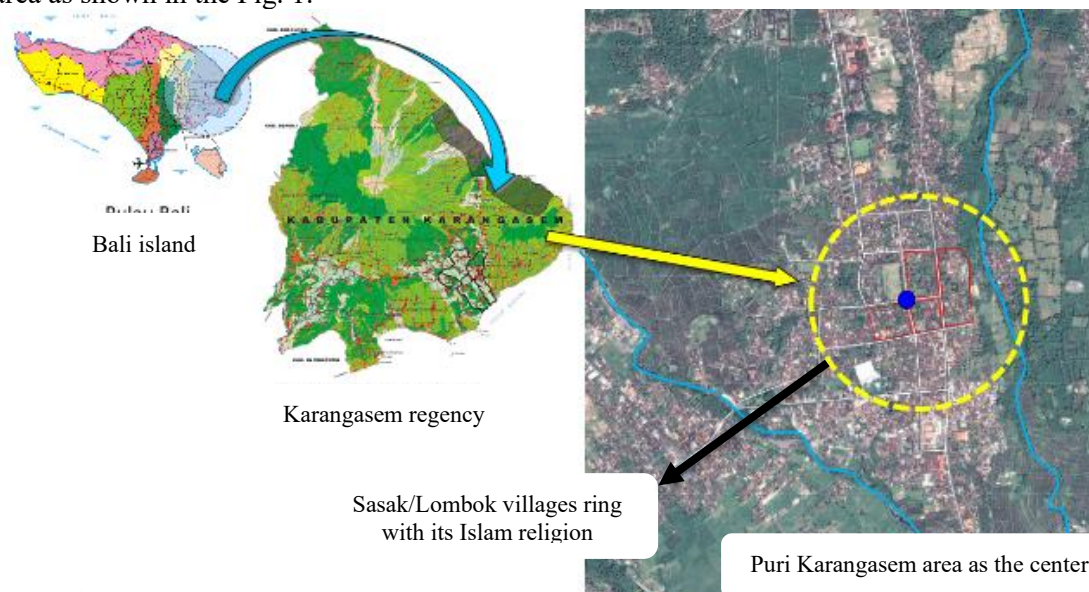 area as shown in the Fig. 1.
Pulau Bali
Bali island
KABUPATEN KARANGASEM
Karangasem regency
Sasak/Lombok villages ring
with its Islam religion
Puri Karangasem area as the center